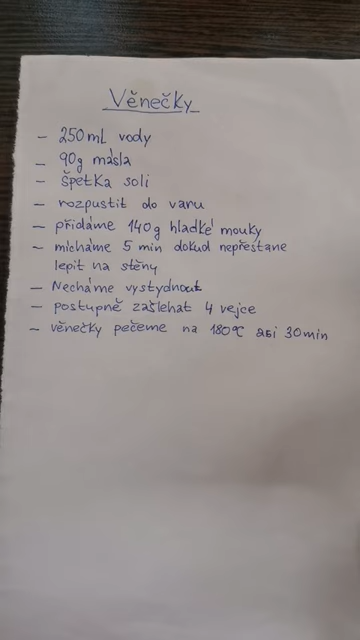 Věnečky
- 250ml vody
- 90g másla
- špetka soli
- rozpustit do varu
- přidáme 140g hladké mouky
- mícháme 5 min dokud nepřestane
lepit na stěny
- Necháme vystydnout
- postupně zašlehat 4 vejce
- věnečky pečeme na 180°C asi 30min